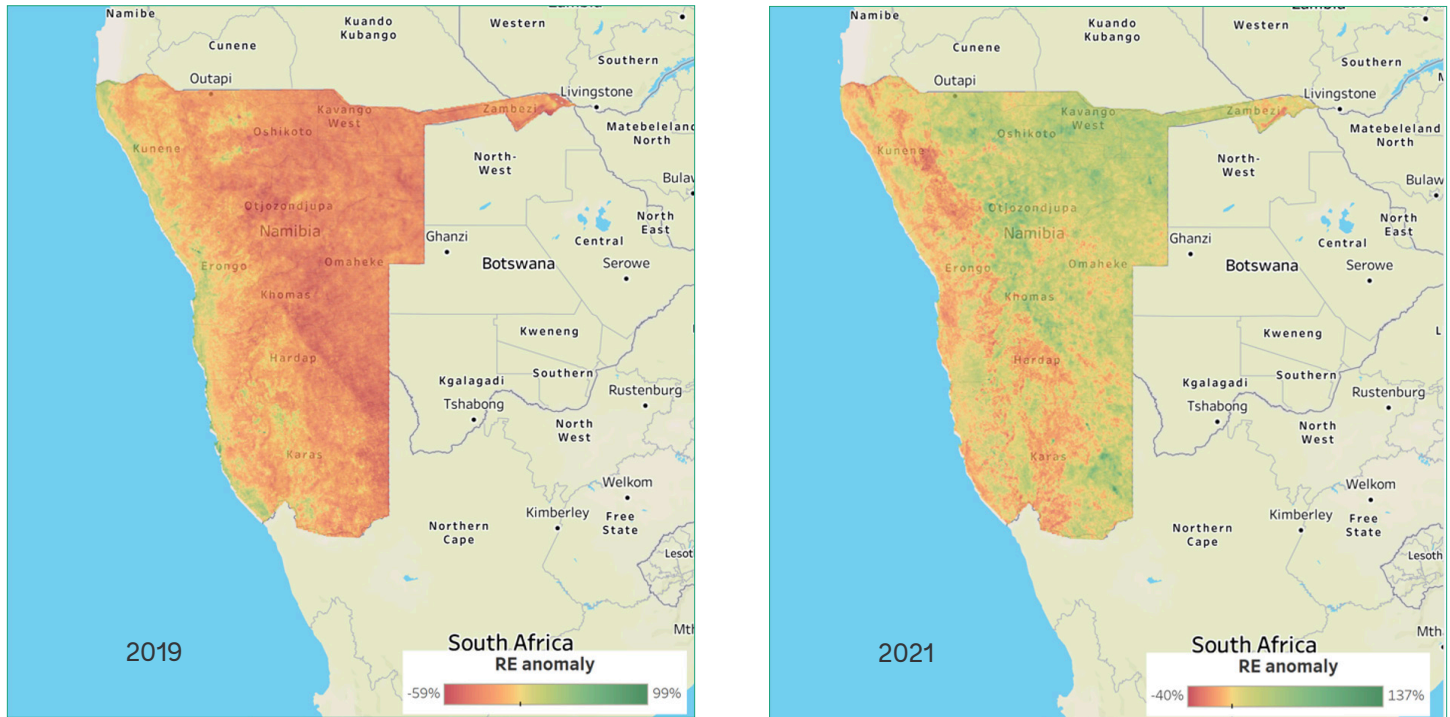 Namibe
Kuando
Kubango
Western
Cunene
Southern
Outapi
Livingstone
Kavango
West
Zambezi
Oshikoto
Matebeleland
North
Kunene
North-
West
Bulaw
Otjozondjupa
Namibia
North
East
Ghanzi
Central
Omaheke
Erongo
Botswana
Serowe
Khomas
Kweneng
Hardap
Southern
Kgalagadi
Tshabong
Rustenburg
North
West
Karas
Welkom
Kimberley
Free
State
Northern
Cape
Lesot
Mth
South Africa
2019
RE anomaly
-59% 99%
Namibe
Kuando
Kubango
Western
Cunene
Southern
Outapi
Livingstone
Kavango
West
Zambezi
Oshikoto
Matebeleland
North
Kunene
North-
West
Bulaw
Otjozondjupa
Namibia
North
East
Ghanzi
Central
Omaheke
Erongo
Botswana
Serowe
Khomas
Kweneng
Hardap
Southern
Kgalagadi
Tshabong
Rustenburg
North
West
Karas
Welkom
Kimberley
Free
State
Northern
Cape
Lesoth
Mth
South Africa
2021
RE anomaly
-40% 137%